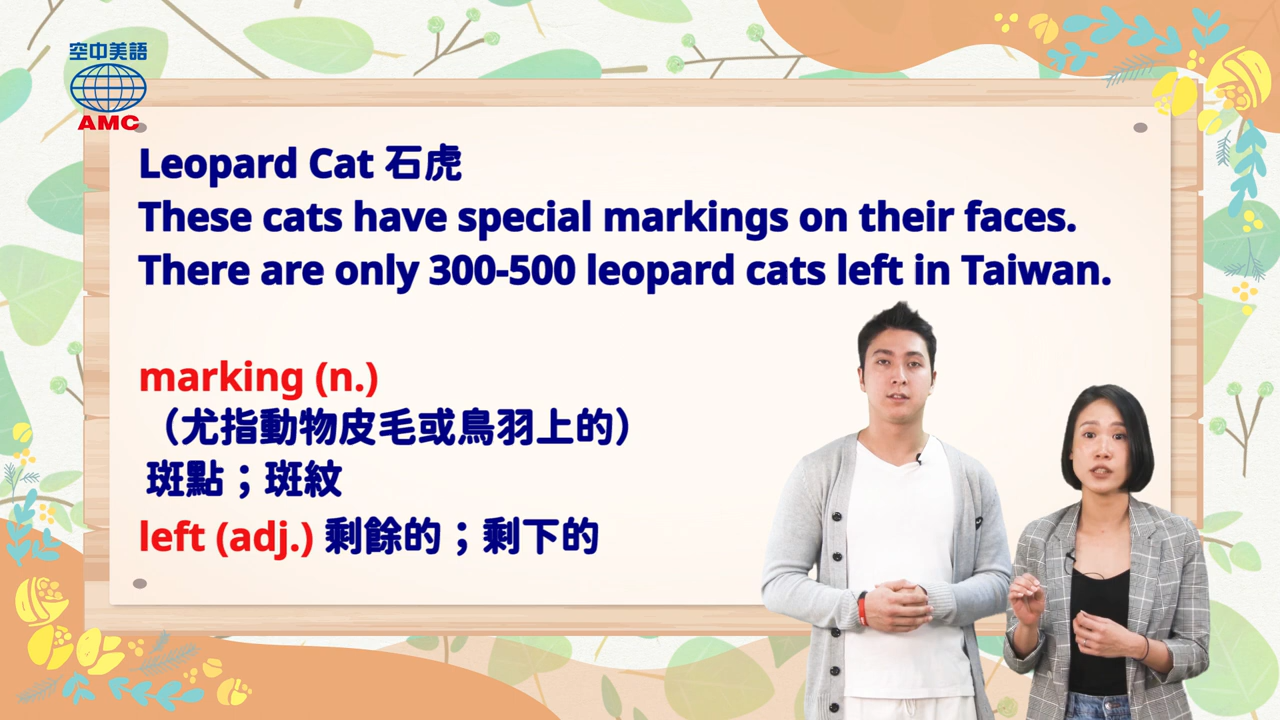 空中美語
AMC
Leopard Cat 石虎
These cats have special markings on their faces.
There are only 300-500 leopard cats left in Taiwan.
marking (n.)
（尤指動物皮毛或鳥羽上的）
斑點；斑紋
left (adj.) 剩餘的；剩下的